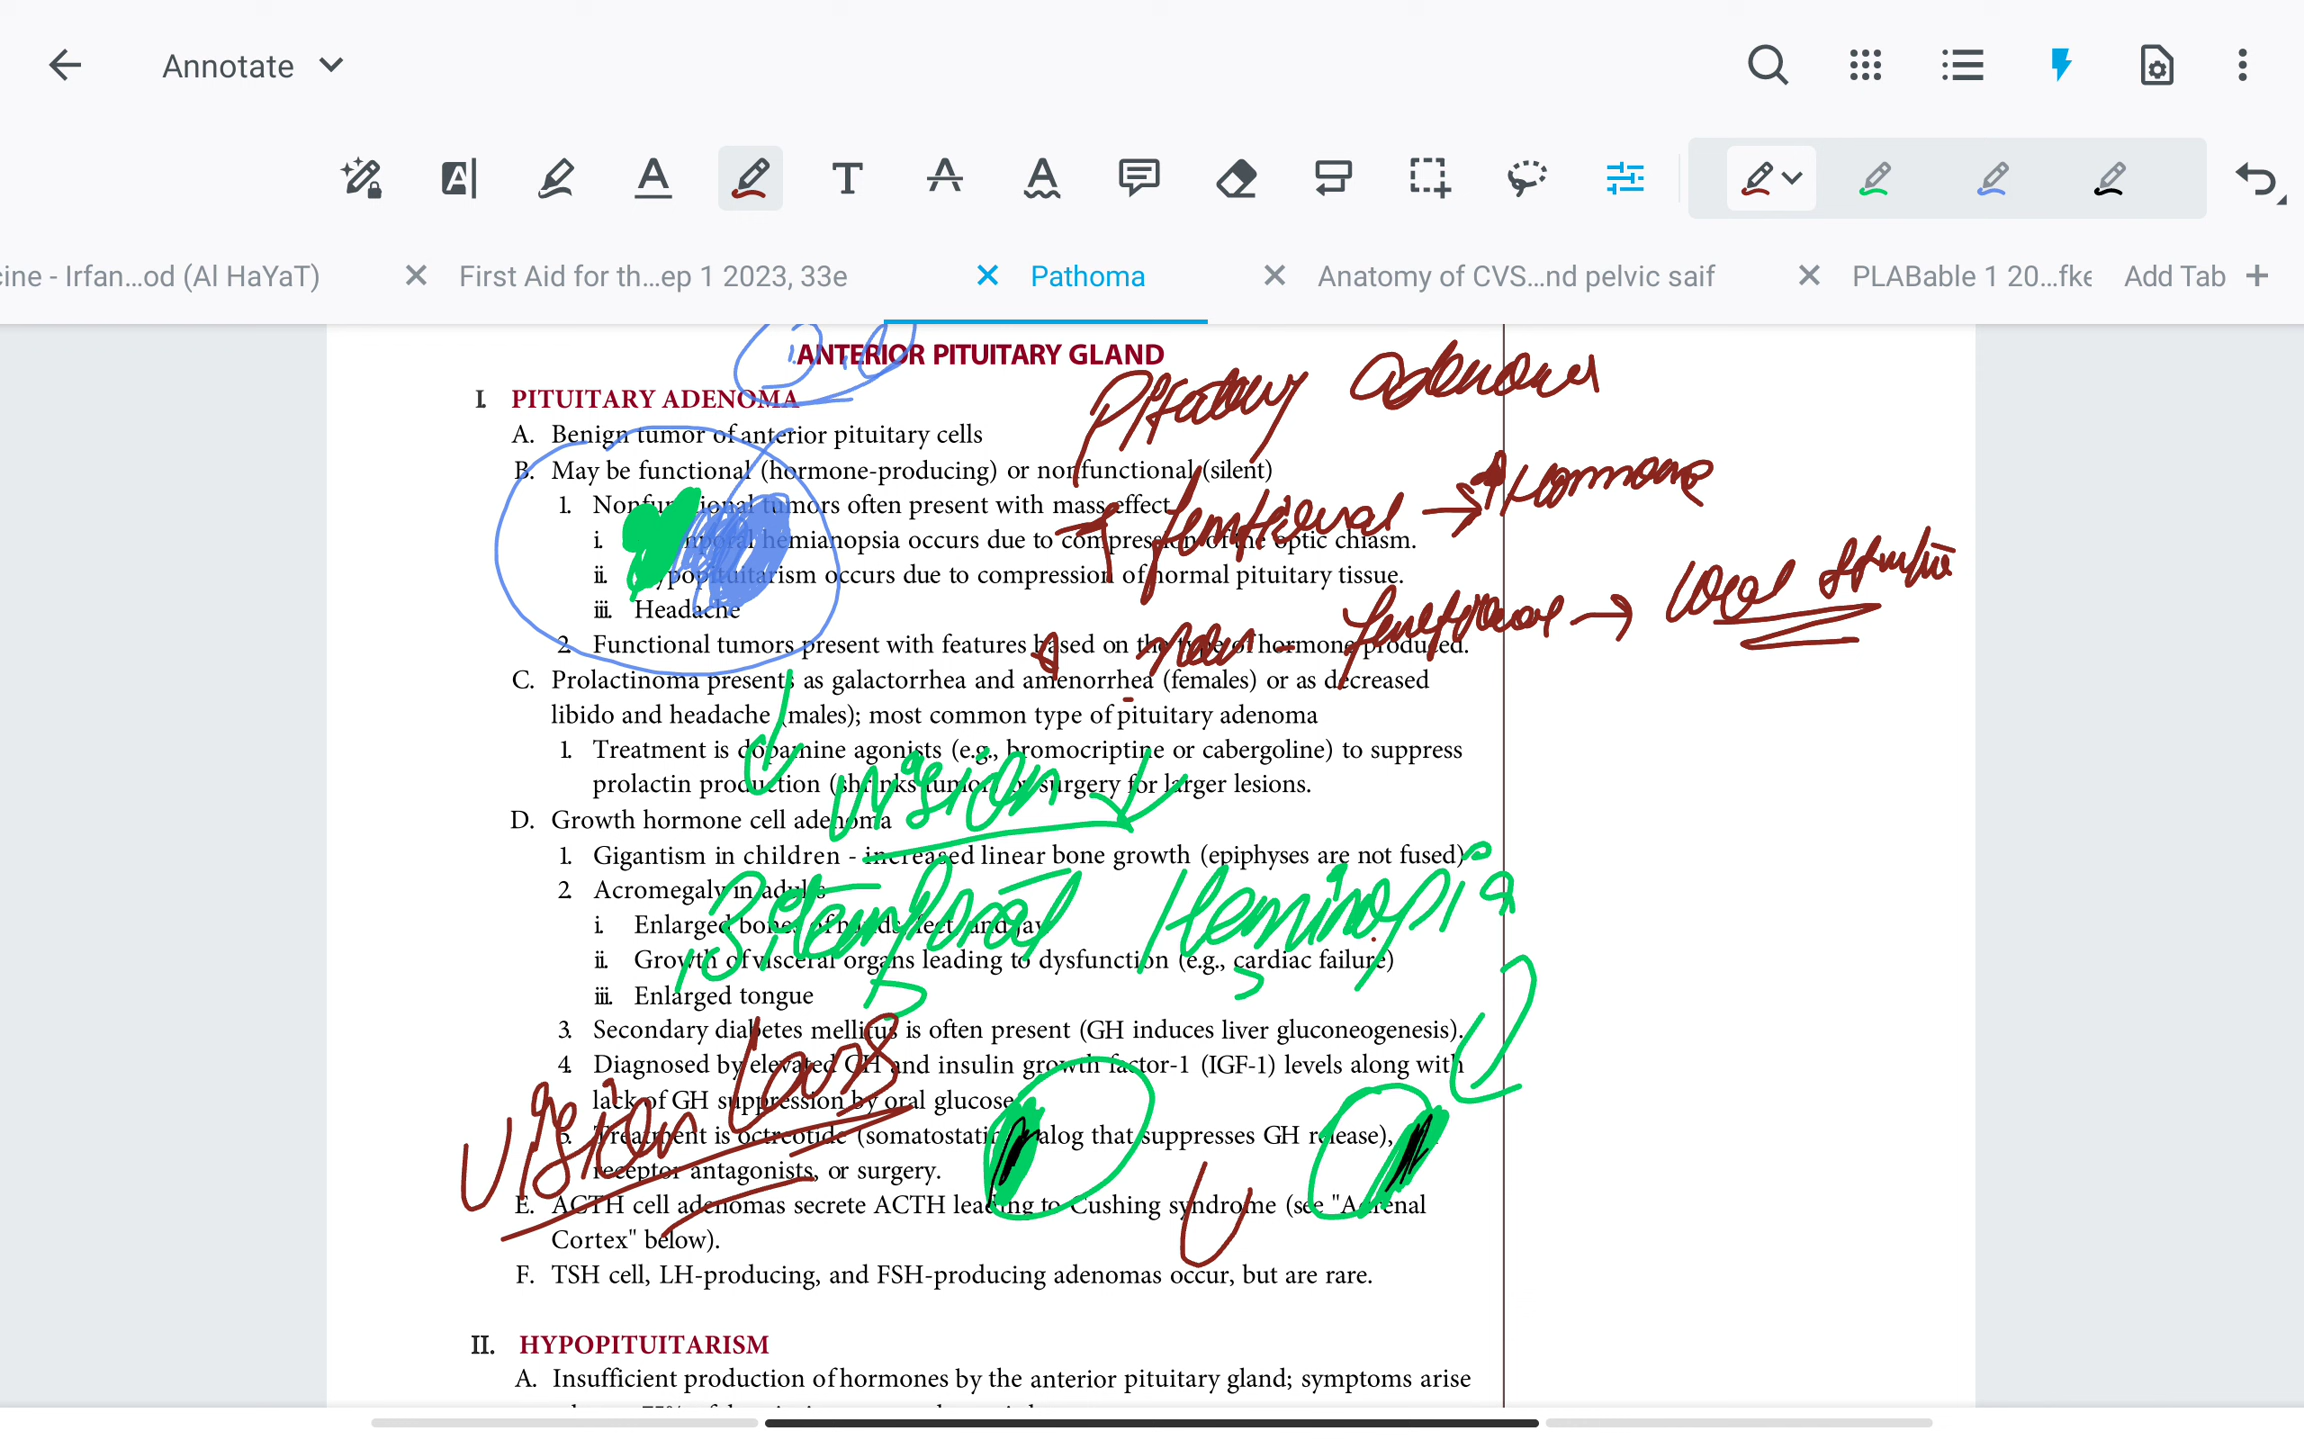 Annotate
cine - Irfan...od (Al HaYaT)
First Aid for th...ep 1 2023, 33e
Pathoma
Anatomy of CVS...nd pelvic saif
PLABable 1 20...fke
Add Tab +
ANTERIOR PITUITARY GLAND
Pitatary adenoma
I. PITUITARY ADENOMA
A. Benign tumor of anterior pituitary cells
B. May be functional (hormone-producing) or nonfunctional (silent)
functional → ↑ Hormone
1. Nonfunctional tumors often present with mass effect
i. hemianopsia occurs due to compression of the optic chiasm.
ii. Hypopituitarism occurs due to compression of normal pituitary tissue.
iii. Headache
Non - functional → Local
2. Functional tumors present with features based on the type of hormone produced.
C. Prolactinoma presents as galactorrhea and amenorrhea (females) or as decreased
libido and headache (males); most common type of pituitary adenoma
1. Treatment is dopamine agonists (e.g., bromocriptine or cabergoline) to suppress
prolactin production (shrinks tumor) or surgery for larger lesions.
Vision ↓
D. Growth hormone cell adenoma
1. Gigantism in children - increased linear bone growth (epiphyses are not fused)
2. Acromegaly in adults
Bitemporal Heminopia
i. Enlarged bones of hands, feet, and jaw
ii. Growth of visceral organs leading to dysfunction (e.g., cardiac failure)
iii. Enlarged tongue
3. Secondary diabetes mellitus is often present (GH induces liver gluconeogenesis).
4. Diagnosed by elevated GH and insulin growth factor-1 (IGF-1) levels along with
lack of GH suppression by oral glucose
Vision Loss
5. Treatment is octreotide (somatostatin analog that suppresses GH release),
receptor antagonists, or surgery.
E. ACTH cell adenomas secrete ACTH leading to Cushing syndrome (see "Adrenal
Cortex" below).
F. TSH cell, LH-producing, and FSH-producing adenomas occur, but are rare.
II. HYPOPITUITARISM
A. Insufficient production of hormones by the anterior pituitary gland; symptoms arise